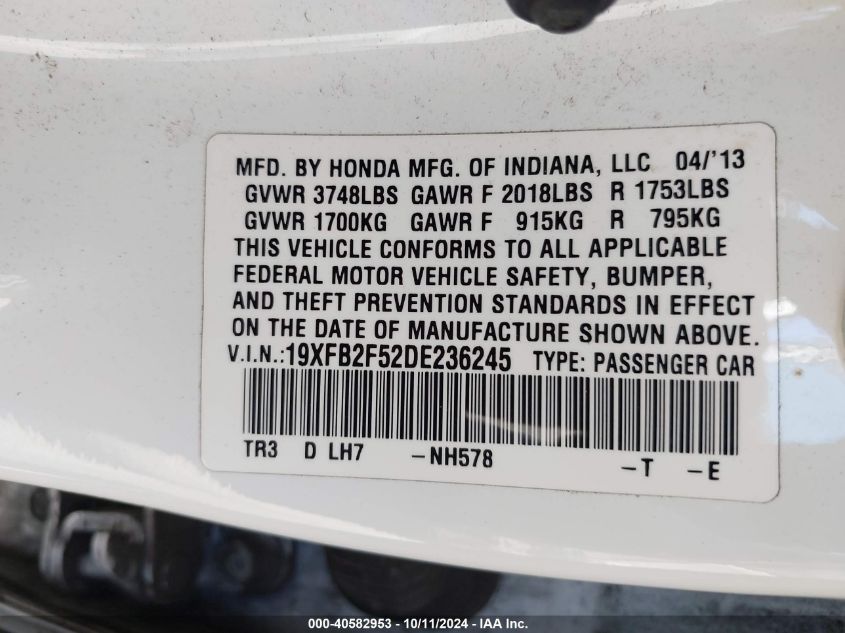 MFD. BY HONDA MFG. OF INDIANA, LLC 04/'13
GVWR 3748LBS GAWR F 2018LBS R 1753LBS
GVWR 1700KG GAWR F 915KG R 795KG
THIS VEHICLE CONFORMS TO ALL APPLICABLE
FEDERAL MOTOR VEHICLE SAFETY, BUMPER,
AND THEFT PREVENTION STANDARDS IN EFFECT
ON THE DATE OF MANUFACTURE SHOWN ABOVE.
V.I.N.:19XFB2F52DE236245 TYPE: PASSENGER CAR
TR3 D LH7 -NH578 -T -E
000-40582953 - 10/11/2024 - IAA Inc.